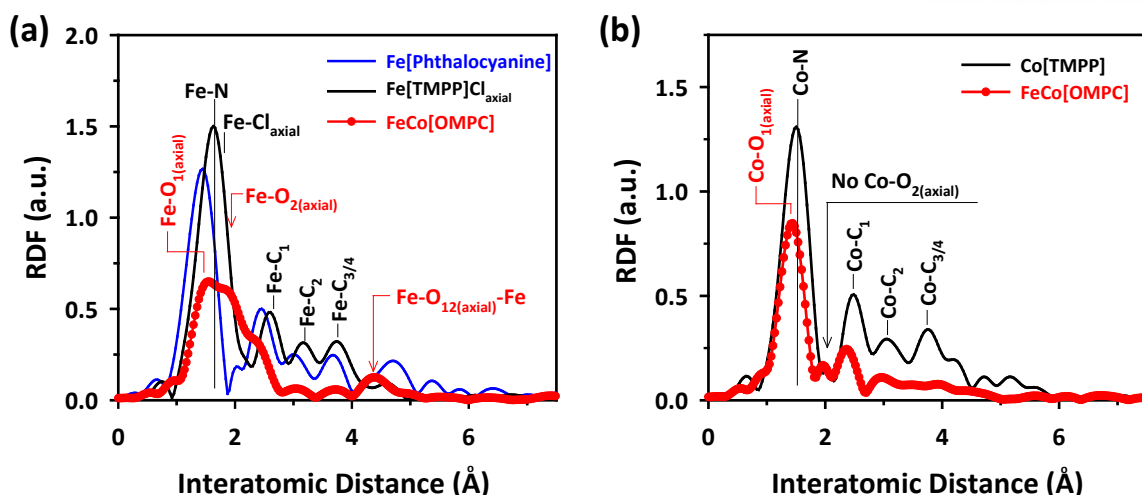 (a)
2.0
1.5
1.0
0.5
0.0
RDF (a.u.)
Fe[Phthalocyanine]
Fe[TMPP]Cl_axial
FeCo[OMPC]
Fe-N
Fe-Cl_axial
Fe-O_1(axial)
Fe-O_2(axial)
Fe-C_1
Fe-C_2
Fe-C_3/4
Fe-O_12(axial)-Fe
0 2 4 6
Interatomic Distance (Å)
(b)
1.5
1.0
0.5
0.0
RDF (a.u.)
Co[TMPP]
FeCo[OMPC]
Co-N
Co-O_1(axial)
No Co-O_2(axial)
Co-C_1
Co-C_2
Co-C_3/4
0 2 4 6
Interatomic Distance (Å)